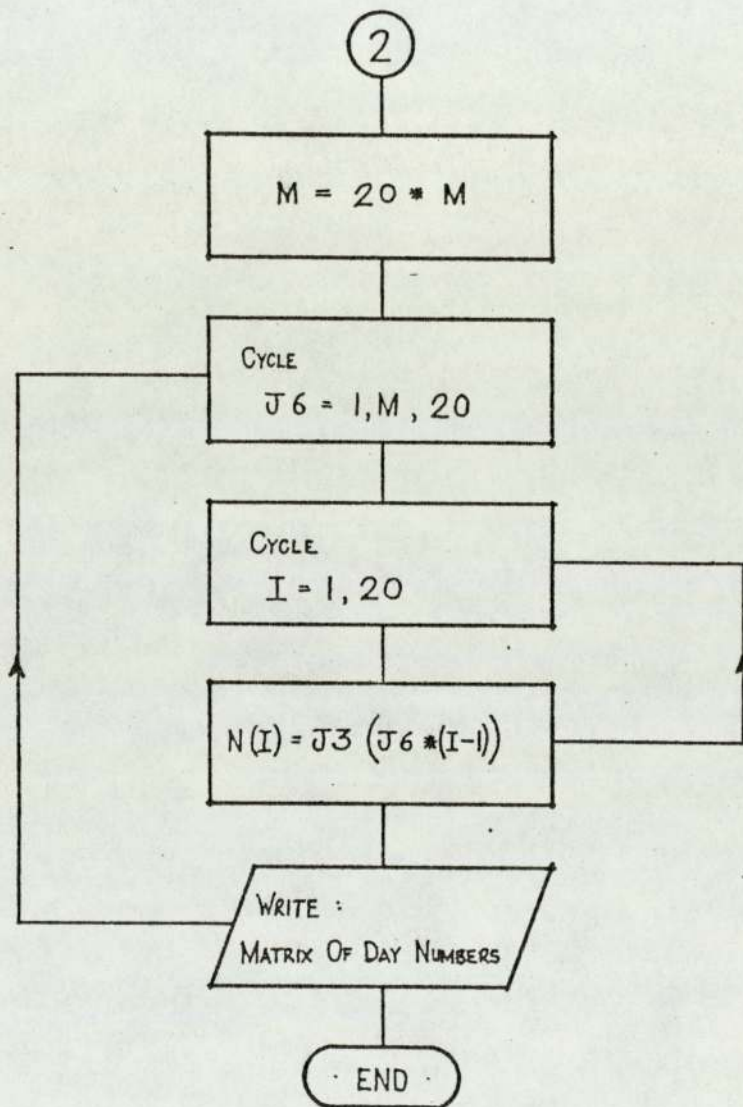 2
M = 20 * M
CYCLE
J6 = 1, M, 20
CYCLE
I = 1, 20
N(I) = J3 (J6 *(I-1))
WRITE :
MATRIX OF DAY NUMBERS
END